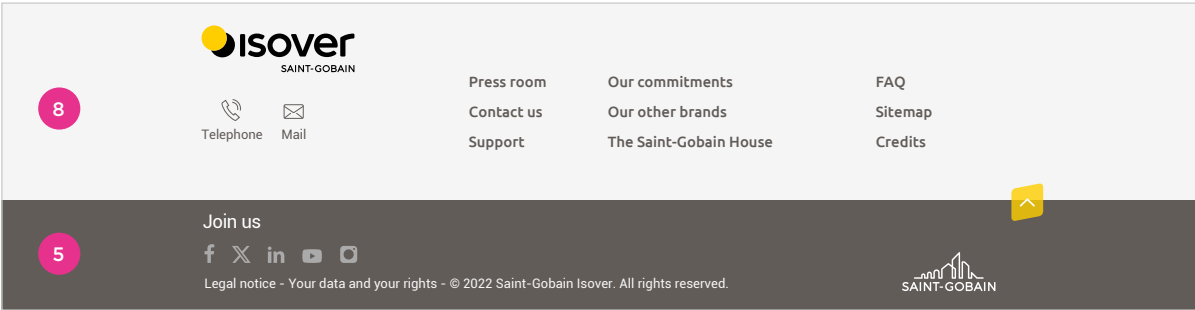 isover
SAINT-GOBAIN
8
Telephone
Mail
Press room
Contact us
Support
Our commitments
Our other brands
The Saint-Gobain House
FAQ
Sitemap
Credits
5
Join us
Legal notice - Your data and your rights - © 2022 Saint-Gobain Isover. All rights reserved.
SAINT-GOBAIN